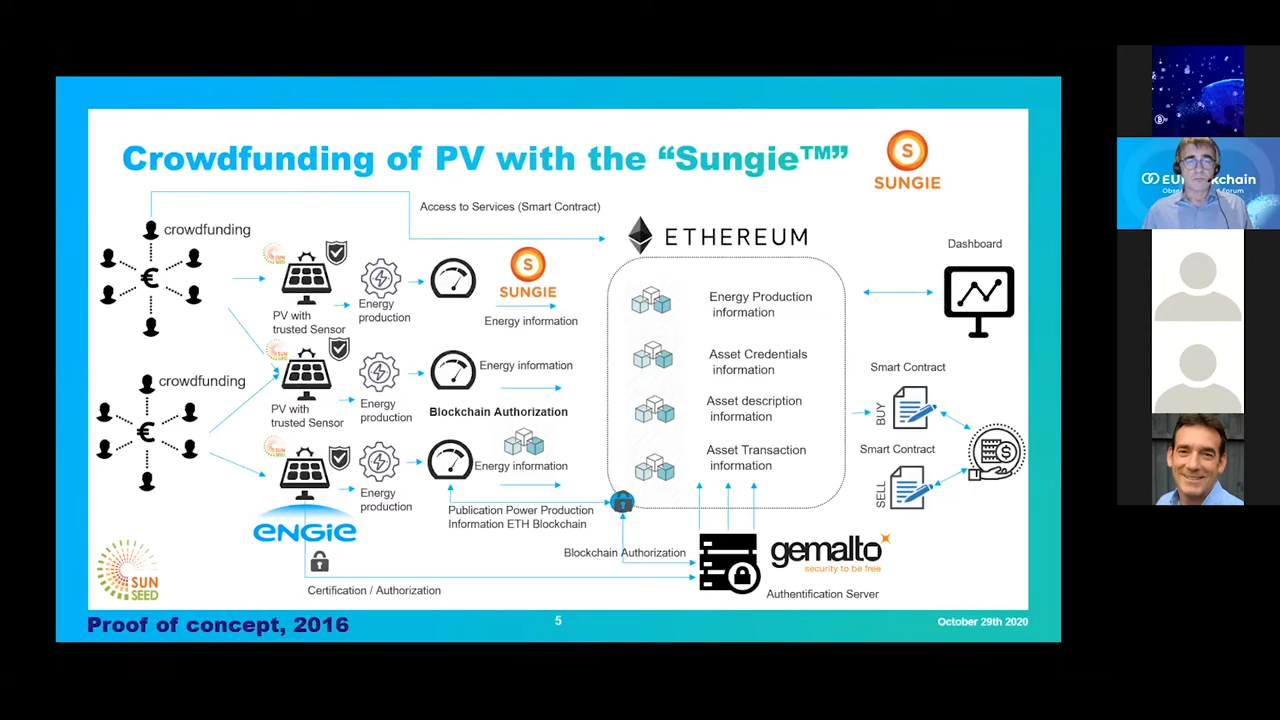 Crowdfunding of PV with the “Sungie™”
S
SUNGIE
Access to Services (Smart Contract)
crowdfunding
€
ETHEREUM
Dashboard
S
SUNGIE
PV with
trusted Sensor
Energy
production
Energy information
Energy Production
information
PV with
trusted Sensor
Energy
production
Energy information
Asset Credentials
information
Smart Contract
BUY
crowdfunding
€
Blockchain Authorization
Asset description
information
Energy
production
Energy information
Asset Transaction
information
Smart Contract
SELL
$
ENGIE
Publication Power Production
Information ETH Blockchain
Blockchain Authorization
gemalto
security to be free
Authentification Server
SUN
SEED
Certification / Authorization
Proof of concept, 2016
5
October 29th 2020